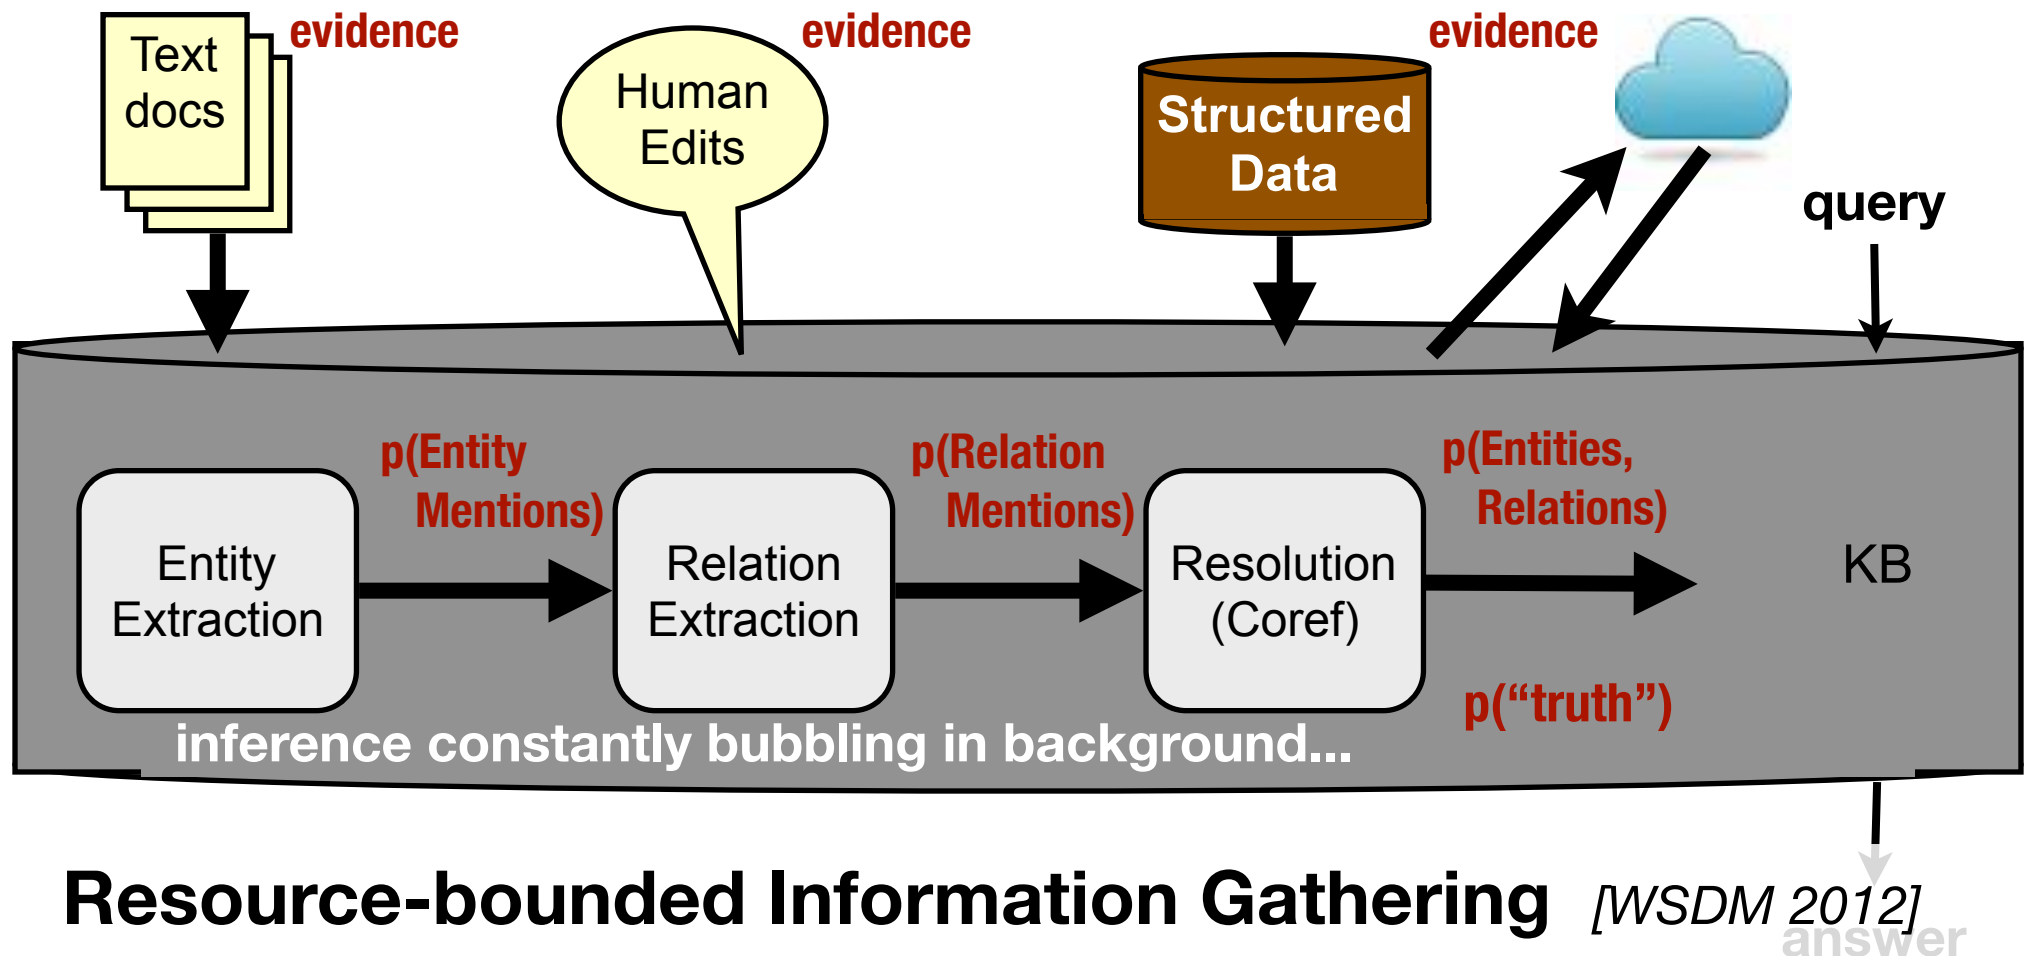 Text
docs
evidence
Human
Edits
evidence
Structured
Data
evidence
query
p(Entity
Mentions)
p(Relation
Mentions)
p(Entities,
Relations)
Entity
Extraction
Relation
Extraction
Resolution
(Coref)
KB
p(“truth”)
inference constantly bubbling in background...
Resource-bounded Information Gathering [WSDM 2012]
answer